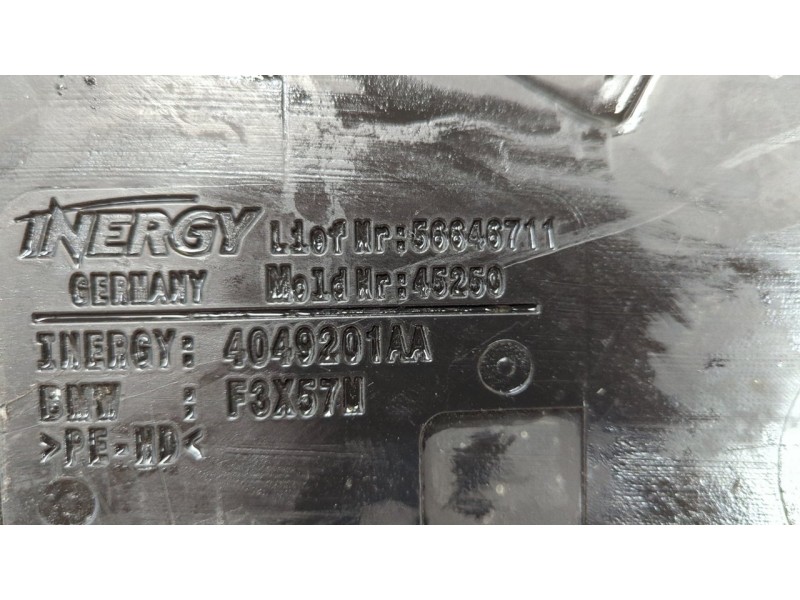 INERGY Lief Nr:56646711
GERMANY Mold Nr:45250
INERGY: 4049201AA
BMW : F3X57M
>PE-HD<